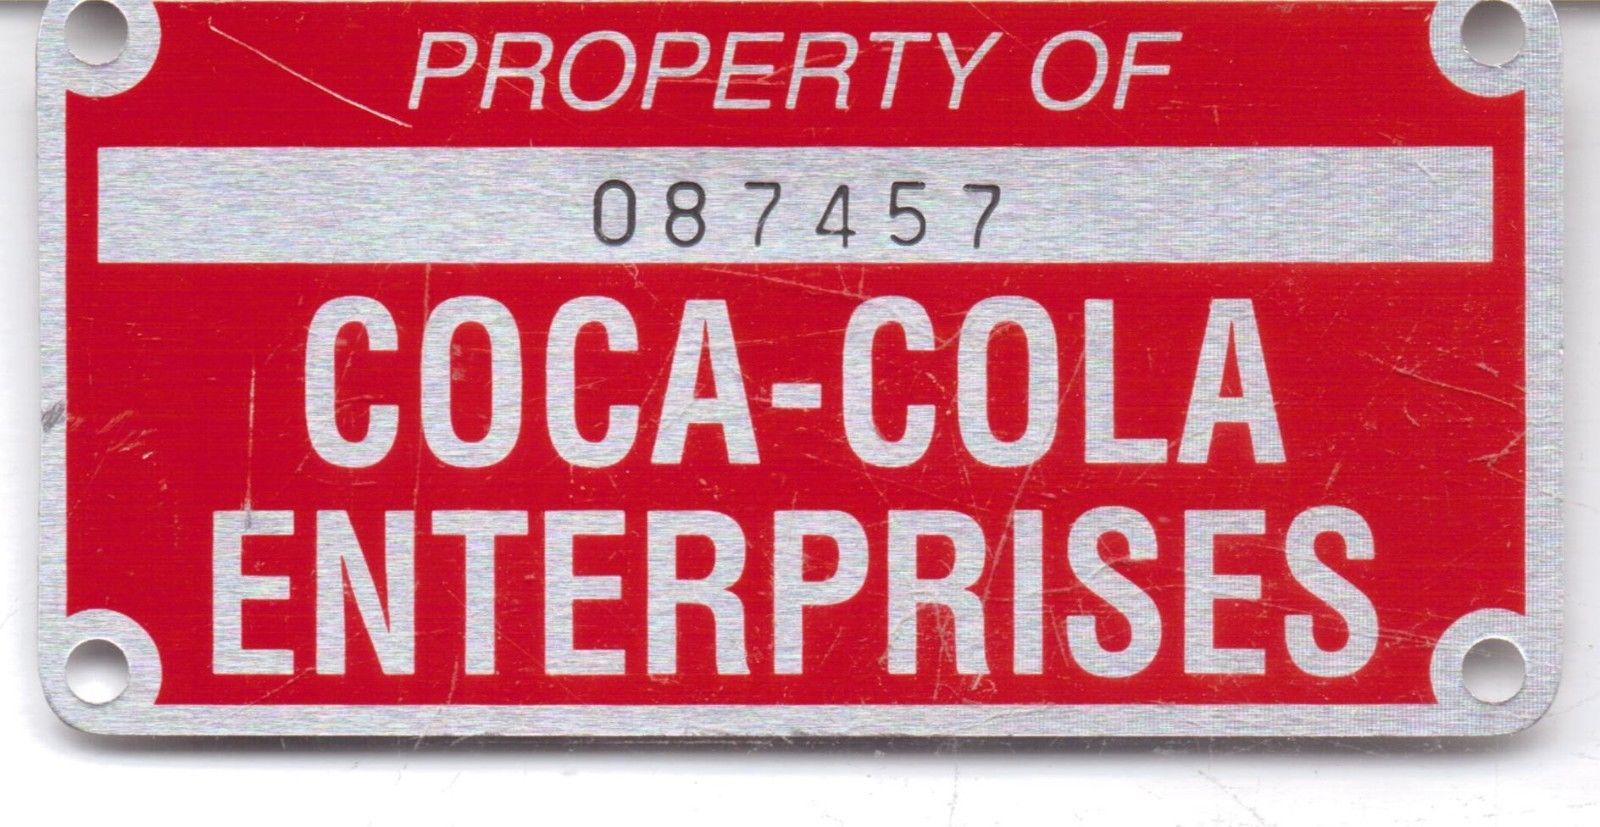 PROPERTY OF
087457
COCA-COLA
ENTERPRISES